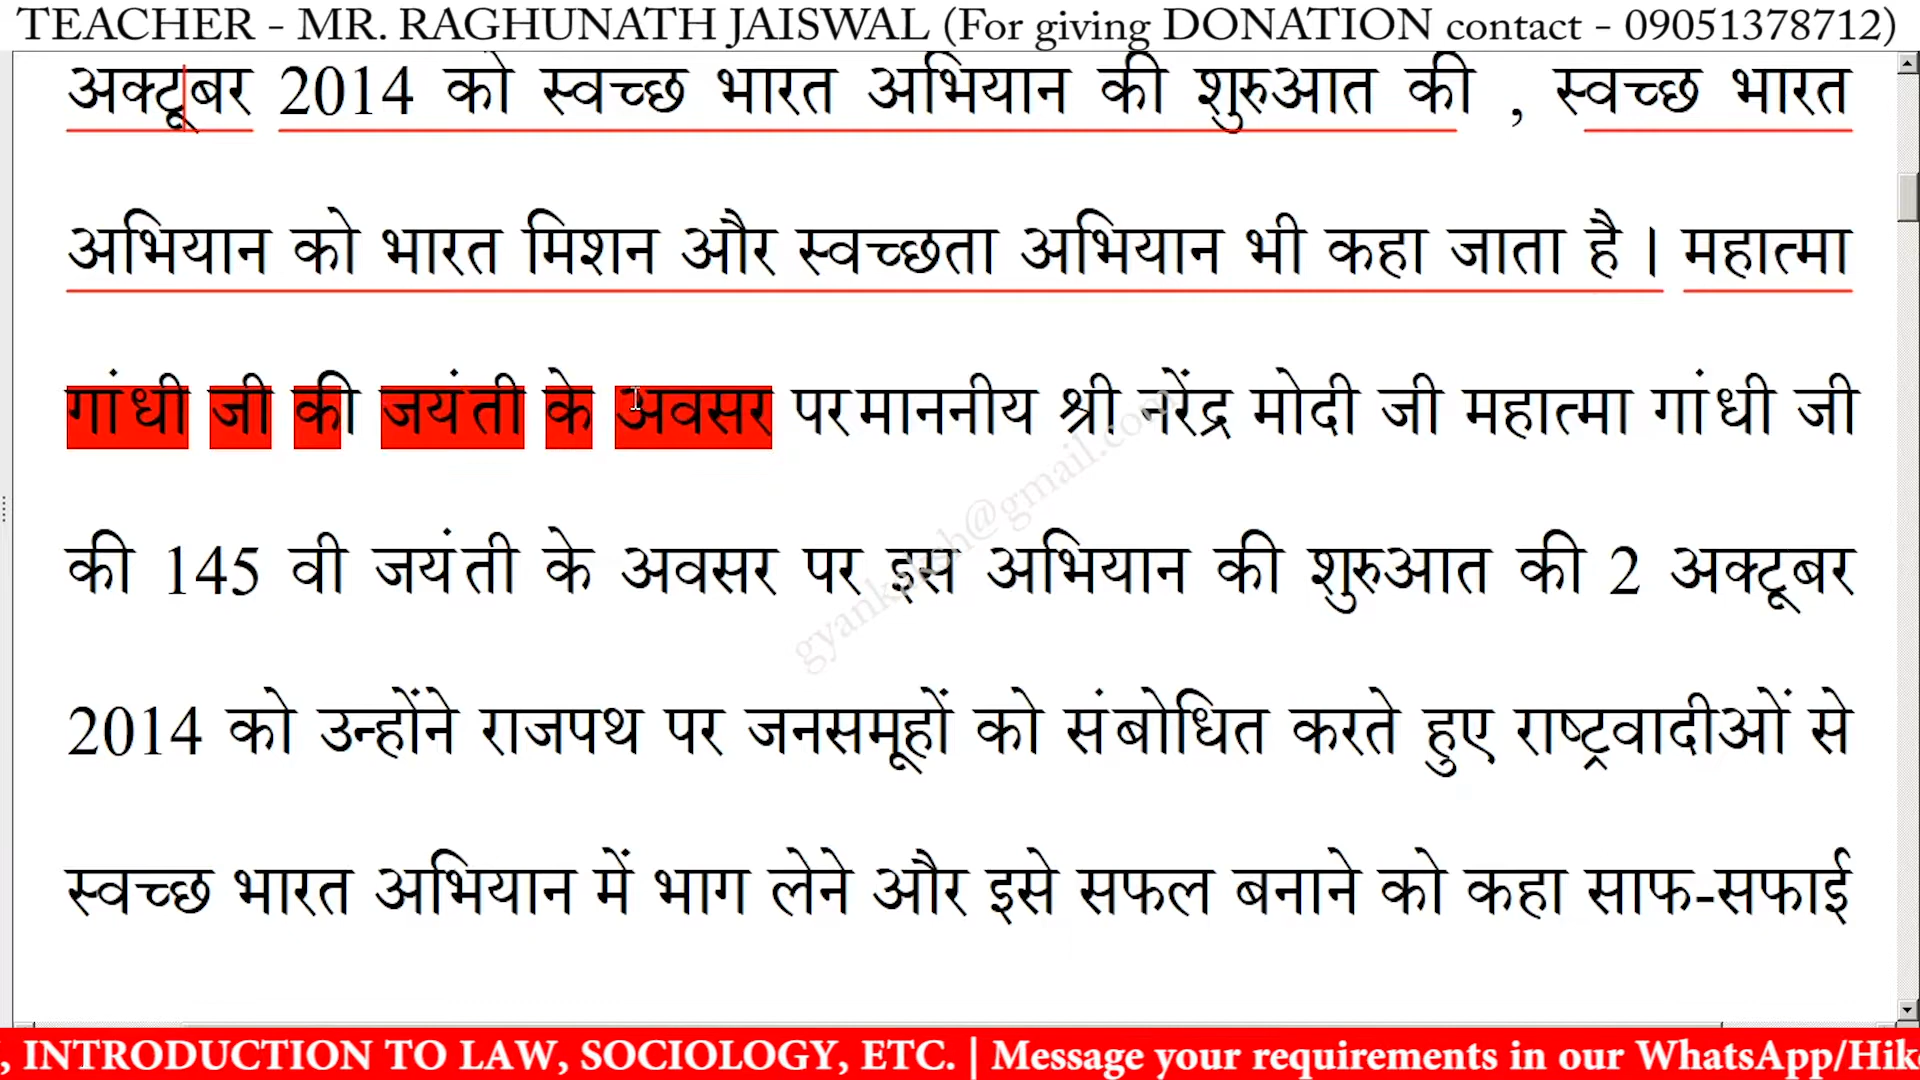 TEACHER - MR. RAGHUNATH JAISWAL (For giving DONATION contact - 09051378712)
अक्टूबर 2014 को स्वच्छ भारत अभियान की शुरुआत की , स्वच्छ भारत
अभियान को भारत मिशन और स्वच्छता अभियान भी कहा जाता है । महात्मा
गांधी जी की जयंती के अवसर परमाननीय श्री नरेंद्र मोदी जी महात्मा गांधी जी
की 145 वी जयंती के अवसर पर इस अभियान की शुरुआत की 2 अक्टूबर
2014 को उन्होंने राजपथ पर जनसमूहों को संबोधित करते हुए राष्ट्रवादीओं से
स्वच्छ भारत अभियान में भाग लेने और इसे सफल बनाने को कहा साफ-सफाई
, INTRODUCTION TO LAW, SOCIOLOGY, ETC. | Message your requirements in our WhatsApp/Hik